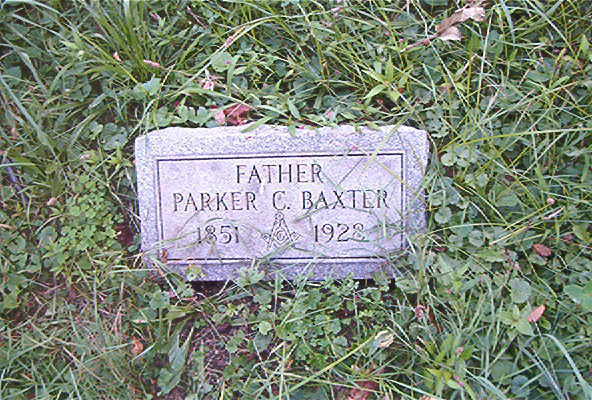 FATHER
PARKER C. BAXTER
1851 1928